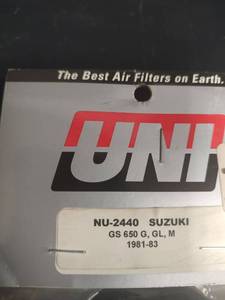 The Best Air Filters on Earth.
UNI
NU-2440 SUZUKI
GS 650 G, GL, M
1981-83